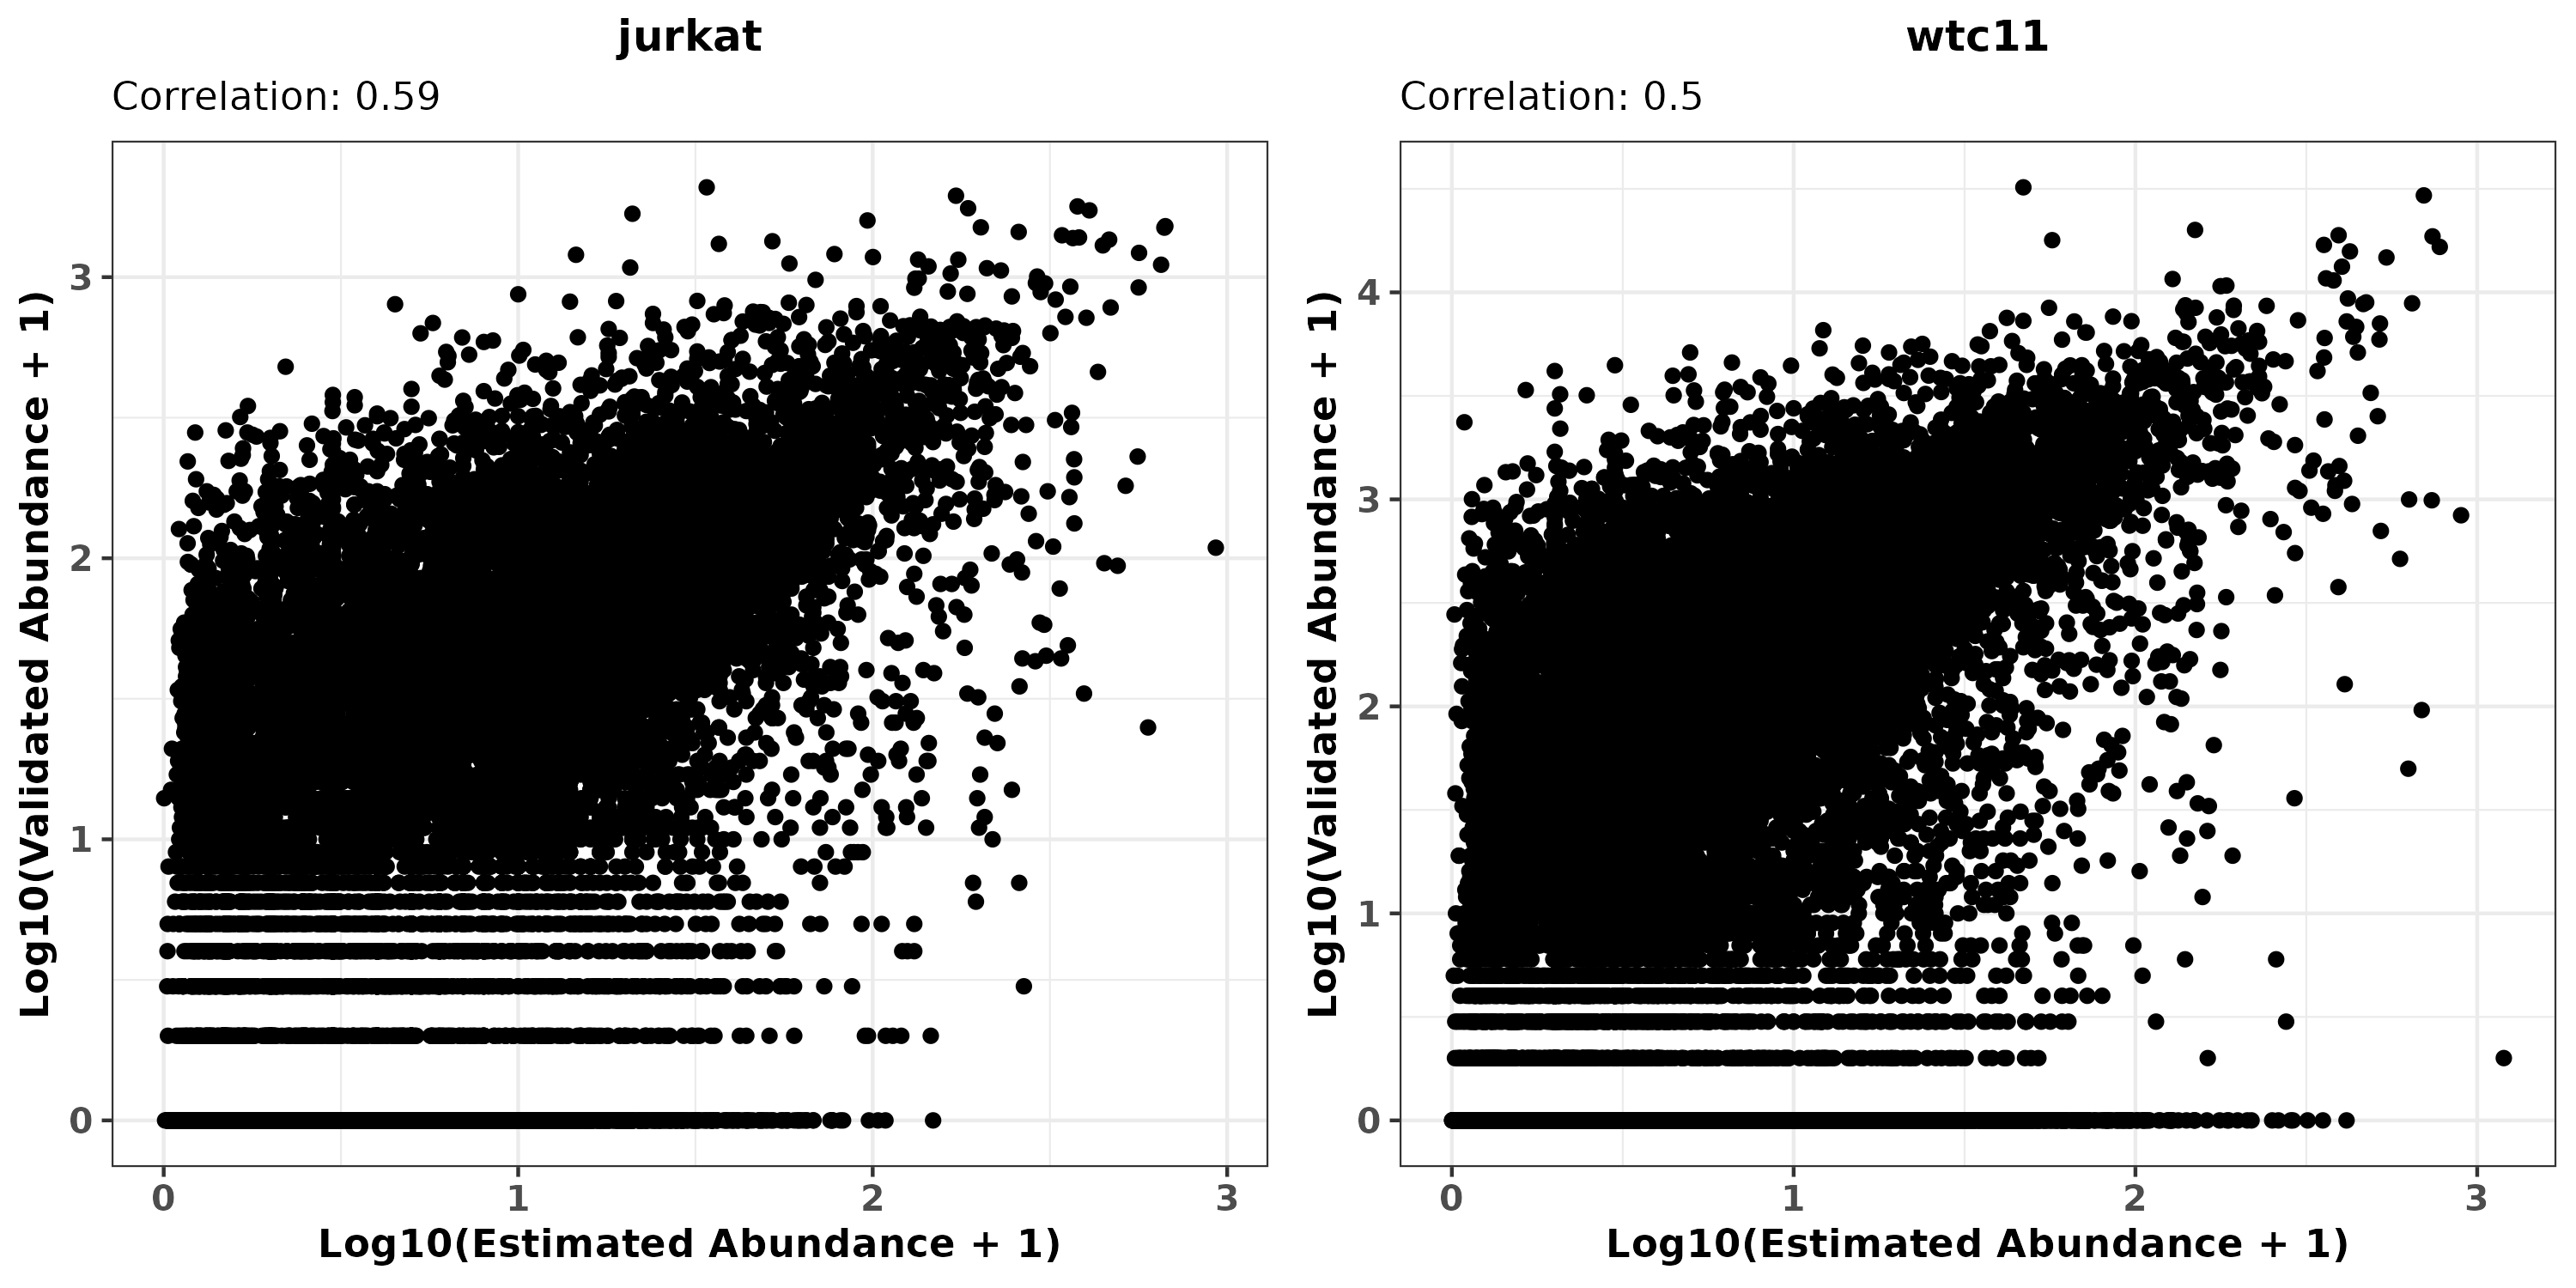 jurkat
Correlation: 0.59
Log10(Validated Abundance + 1)
3
2
1
0
0 1 2 3
Log10(Estimated Abundance + 1)
wtc11
Correlation: 0.5
Log10(Validated Abundance + 1)
4
3
2
1
0
0 1 2 3
Log10(Estimated Abundance + 1)